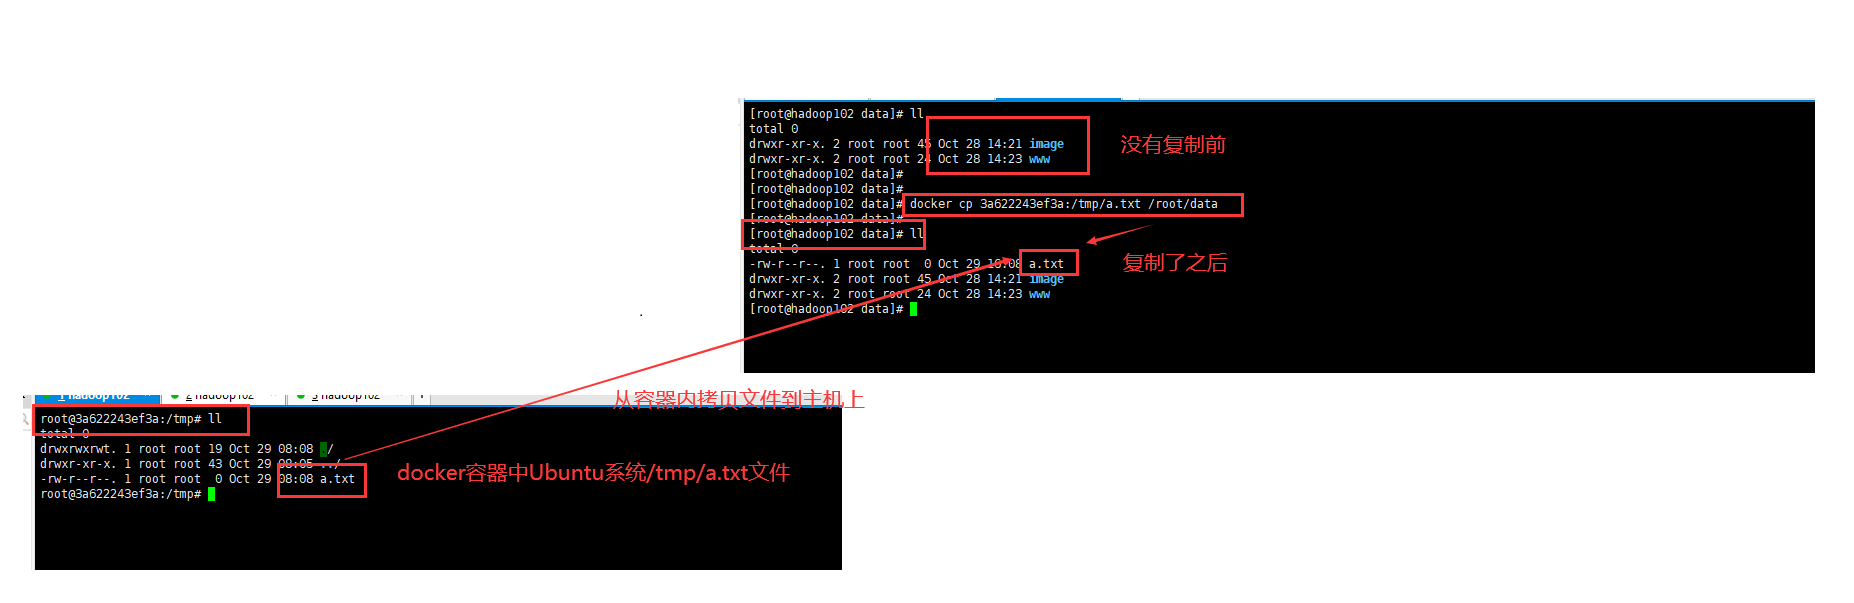 [root@hadoop102 data]# ll
total 0
drwxr-xr-x. 2 root root 45 Oct 28 14:21 image
drwxr-xr-x. 2 root root 24 Oct 28 14:23 www
[root@hadoop102 data]#
[root@hadoop102 data]#
[root@hadoop102 data]# docker cp 3a622243ef3a:/tmp/a.txt /root/data
[root@hadoop102 data]#
[root@hadoop102 data]# ll
total 0
-rw-r--r--. 1 root root  0 Oct 29 16:08 a.txt
drwxr-xr-x. 2 root root 45 Oct 28 14:21 image
drwxr-xr-x. 2 root root 24 Oct 28 14:23 www
[root@hadoop102 data]#
没有复制前
复制了之后
从容器内拷贝文件到主机上
1 hadoop102
2 hadoop102
3 hadoop102
root@3a622243ef3a:/tmp# ll
total 0
drwxrwxrwt. 1 root root 19 Oct 29 08:08 ./
drwxr-xr-x. 1 root root 43 Oct 29 08:05 ../
-rw-r--r--. 1 root root  0 Oct 29 08:08 a.txt
root@3a622243ef3a:/tmp#
docker容器中Ubuntu系统/tmp/a.txt文件